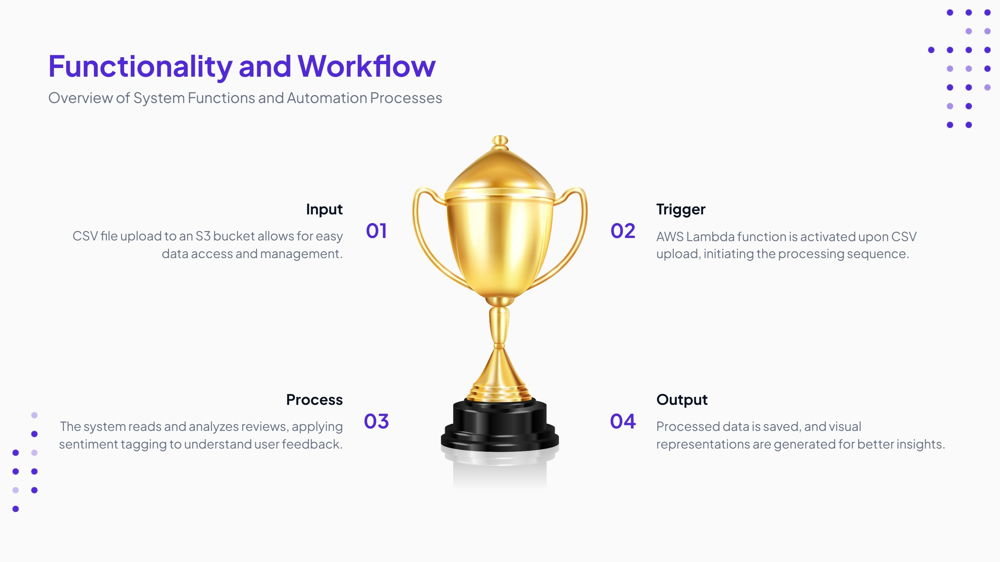 Functionality and Workflow
Overview of System Functions and Automation Processes
Input
01
CSV file upload to an S3 bucket allows for easy
data access and management.
02
Trigger
AWS Lambda function is activated upon CSV
upload, initiating the processing sequence.
Process
03
The system reads and analyzes reviews, applying
sentiment tagging to understand user feedback.
04
Output
Processed data is saved, and visual
representations are generated for better insights.